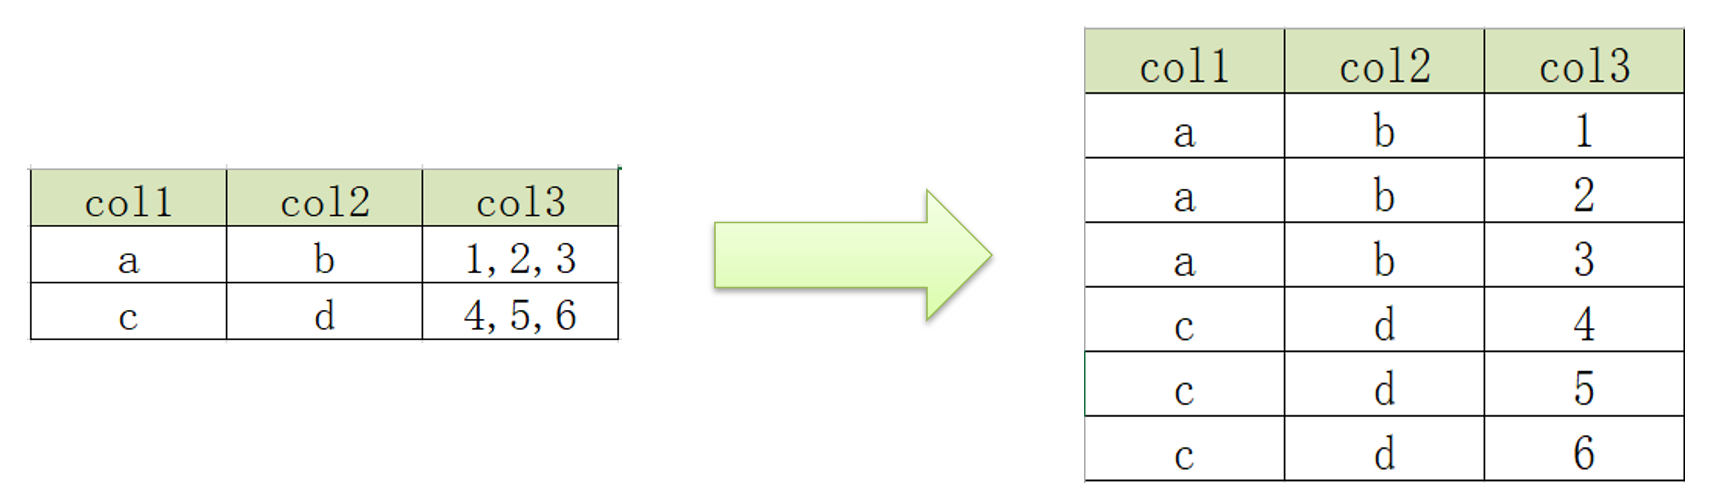 col1 col2 col3
a b 1,2,3
c d 4,5,6
col1 col2 col3
a b 1
a b 2
a b 3
c d 4
c d 5
c d 6